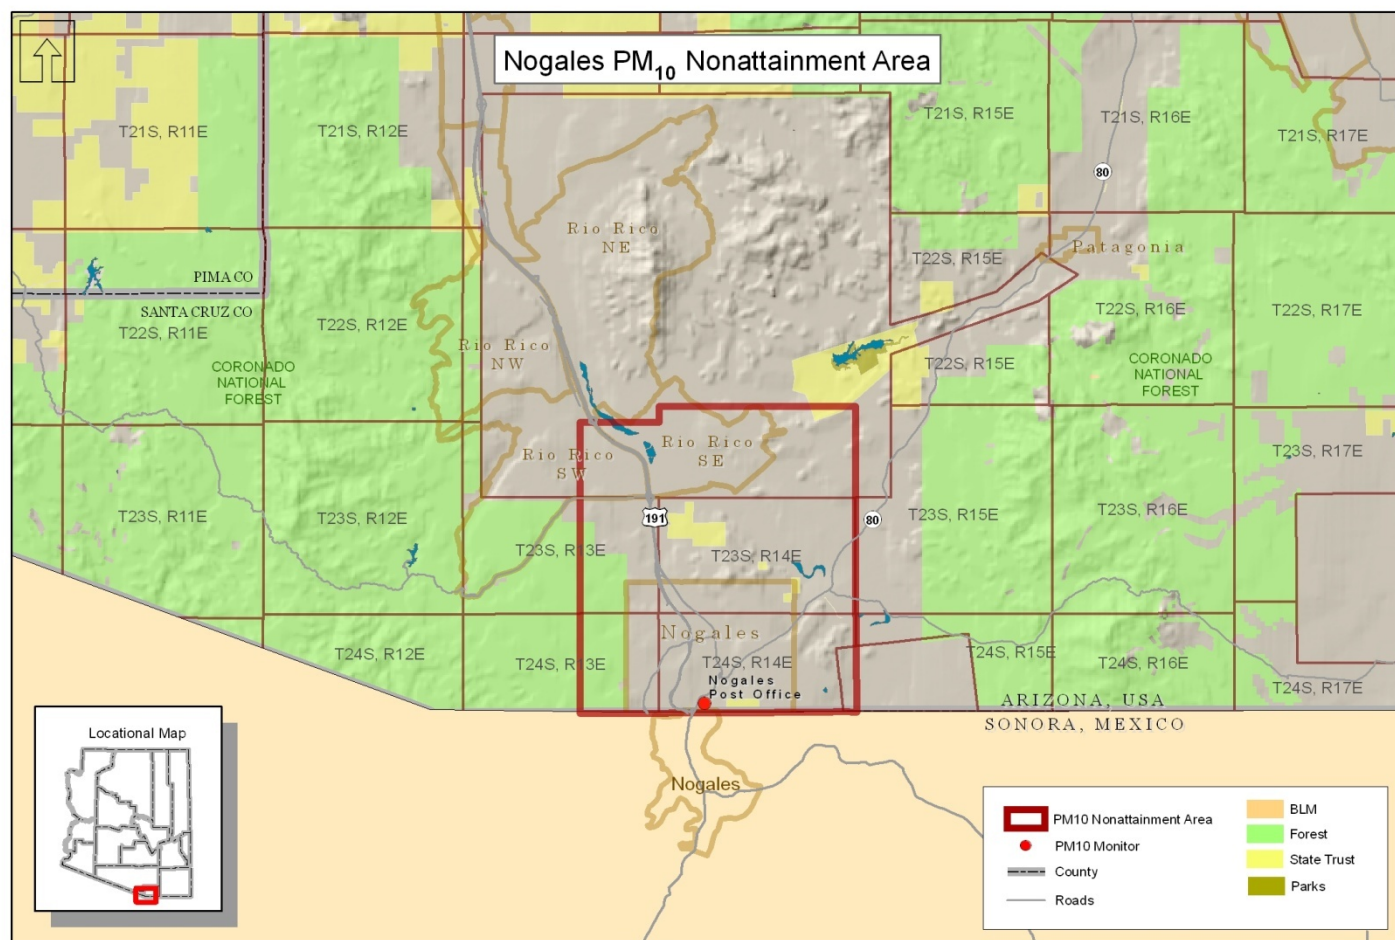 Nogales PM10 Nonattainment Area
T21S, R11E
T21S, R12E
T21S, R15E
T21S, R16E
T21S, R17E
80
Rio Rico
NE
Patagonia
T22S, R15E
PIMA CO
SANTA CRUZ CO
T22S, R11E
T22S, R12E
T22S, R16E
T22S, R17E
Rio Rico
NW
T22S, R15E
CORONADO
NATIONAL
FOREST
CORONADO
NATIONAL
FOREST
Rio Rico
SW
Rio Rico
SE
T23S, R17E
T23S, R11E
T23S, R12E
191
80
T23S, R15E
T23S, R16E
T23S, R13E
T23S, R14E
Nogales
T24S, R12E
T24S, R13E
T24S, R14E
T24S, R15E
T24S, R16E
T24S, R17E
Nogales
Post Office
ARIZONA, USA
SONORA, MEXICO
Nogales
Locational Map
PM10 Nonattainment Area
PM10 Monitor
County
Roads
BLM
Forest
State Trust
Parks